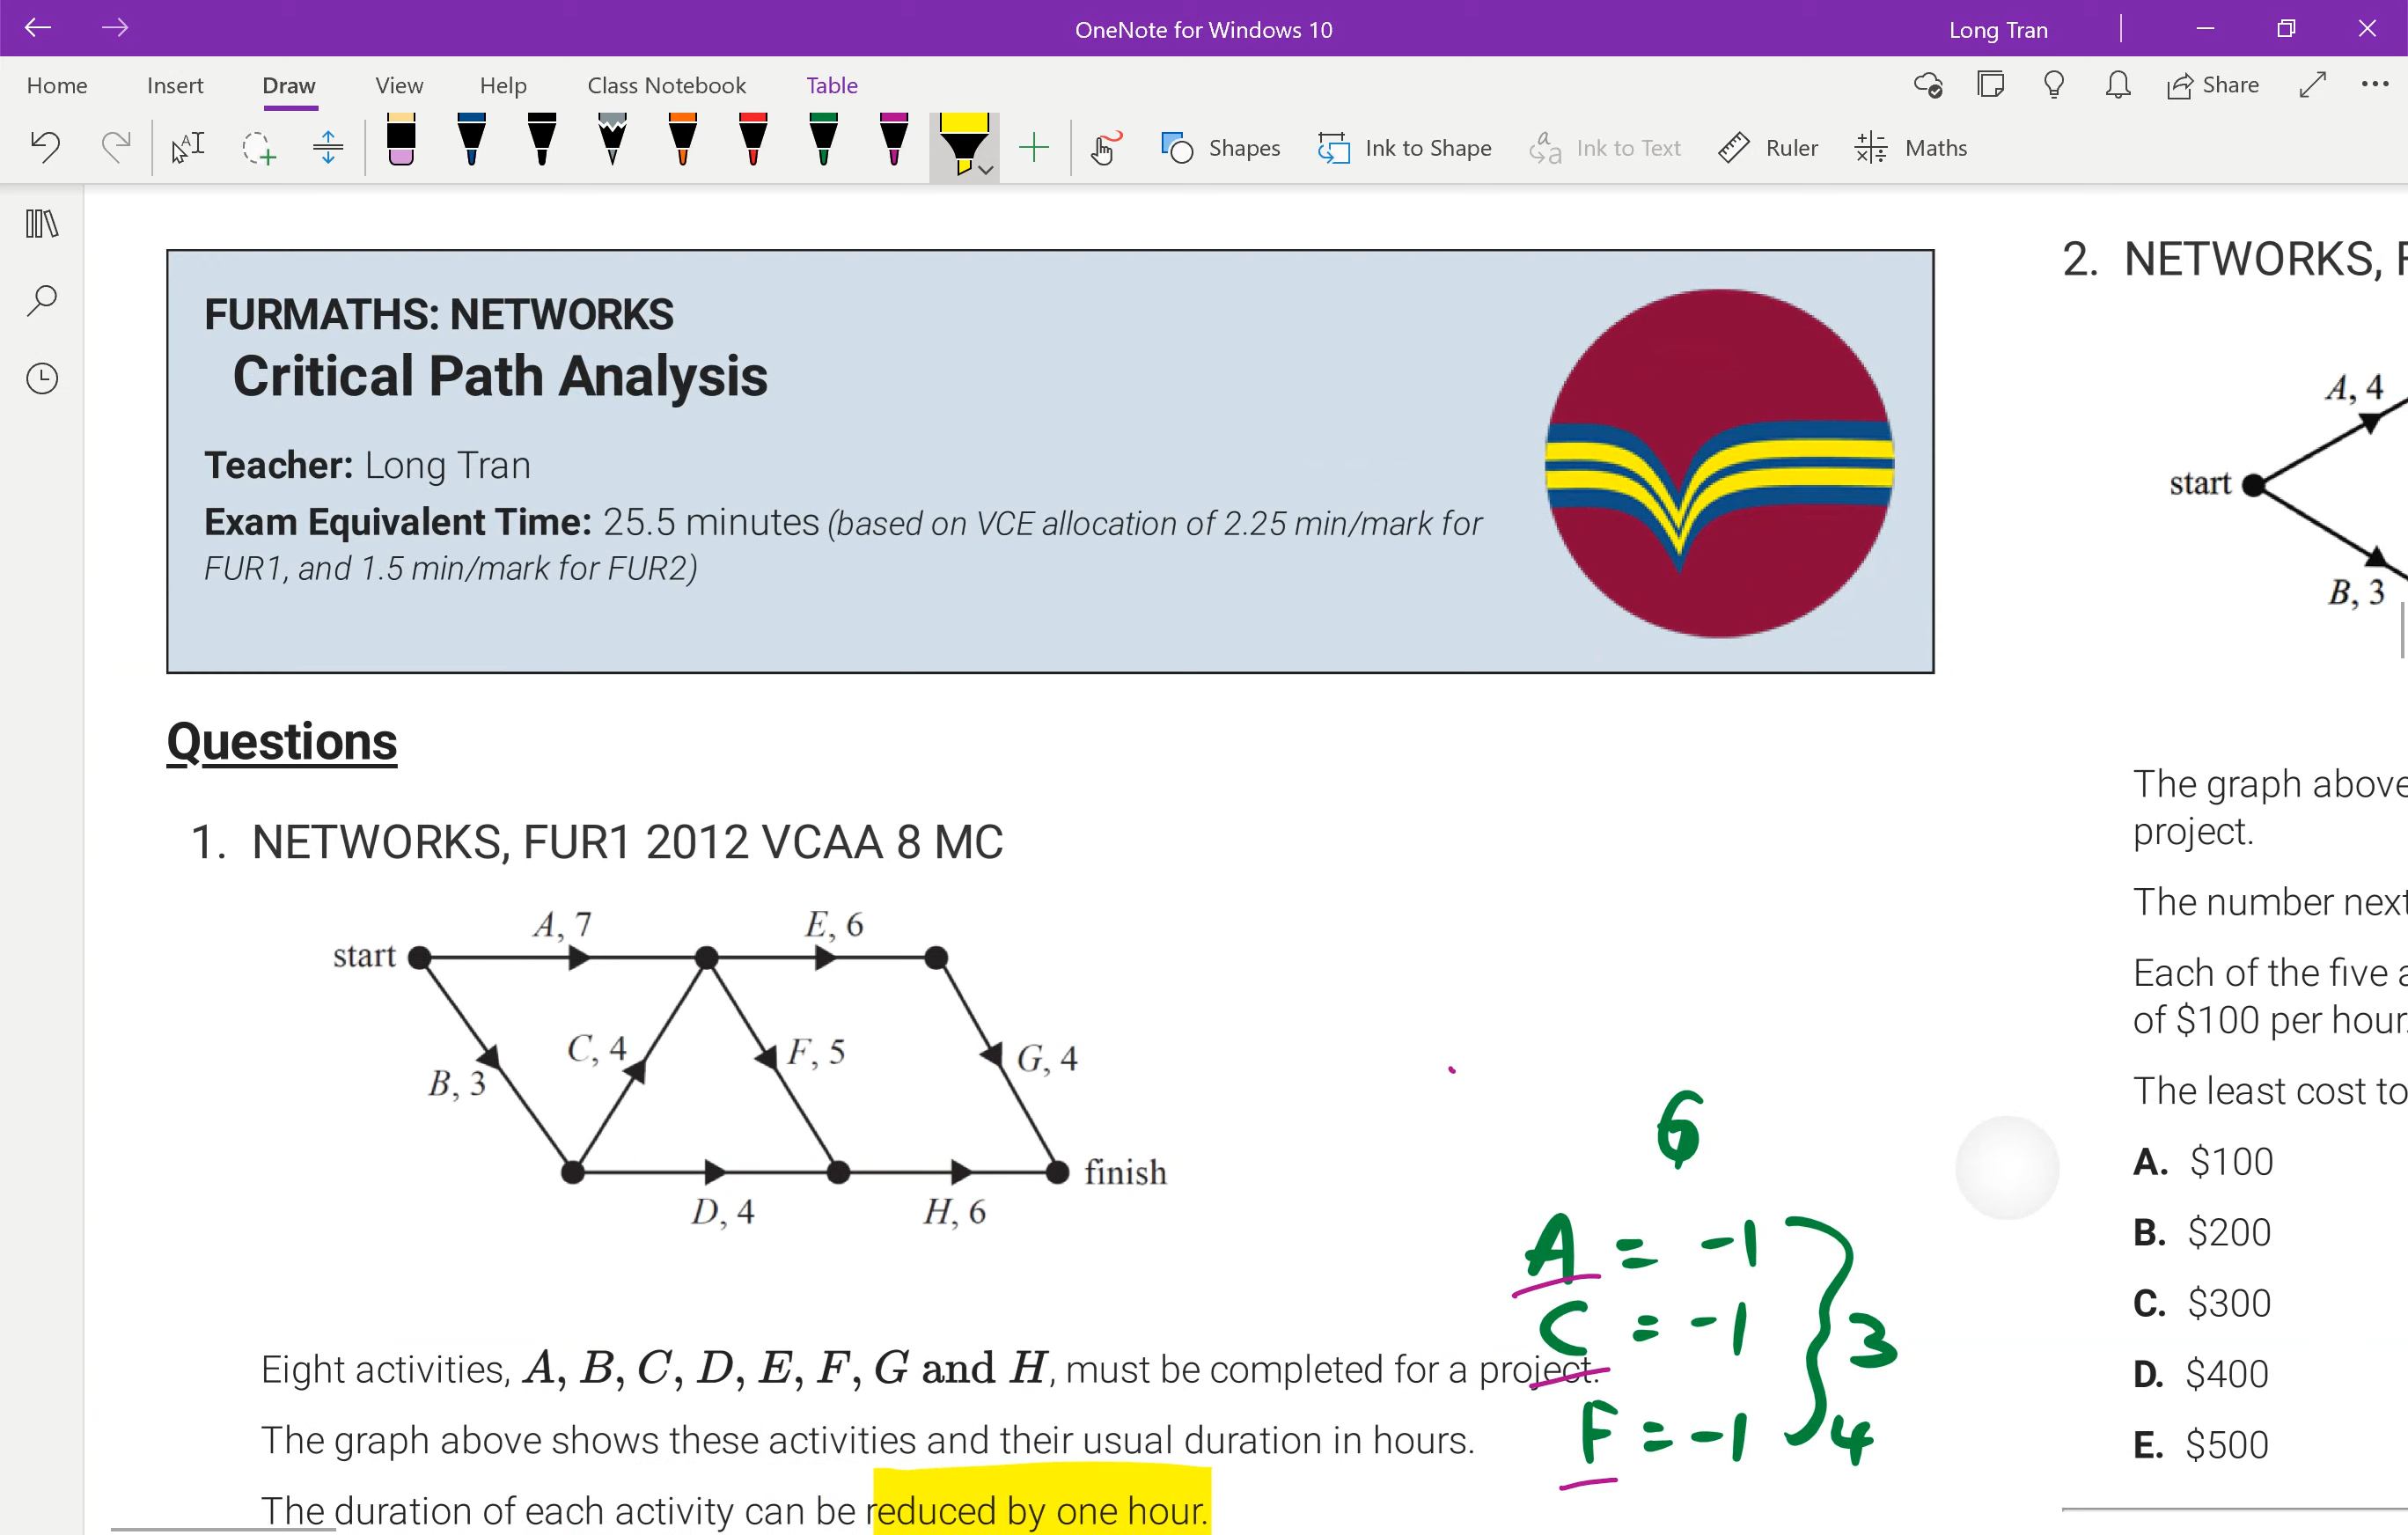 OneNote for Windows 10
Long Tran
Home Insert Draw View Help Class Notebook Table
Share
Shapes Ink to Shape Ink to Text Ruler Maths
FURMATHS: NETWORKS
Critical Path Analysis
Teacher: Long Tran
Exam Equivalent Time: 25.5 minutes (based on VCE allocation of 2.25 min/mark for
FUR1, and 1.5 min/mark for FUR2)
Questions
1. NETWORKS, FUR1 2012 VCAA 8 MC
A, 7
E, 6
start
C, 4
F, 5
G, 4
B, 3
finish
D, 4
H, 6
Eight activities, A, B, C, D, E, F, G and H, must be completed for a project.
The graph above shows these activities and their usual duration in hours.
The duration of each activity can be reduced by one hour.
6
A = -1
C = -1
3
F = -1
4
2. NETWORKS, F
A, 4
start
B, 3
The graph above
project.
The number next
Each of the five a
of $100 per hour.
The least cost to
A. $100
B. $200
C. $300
D. $400
E. $500